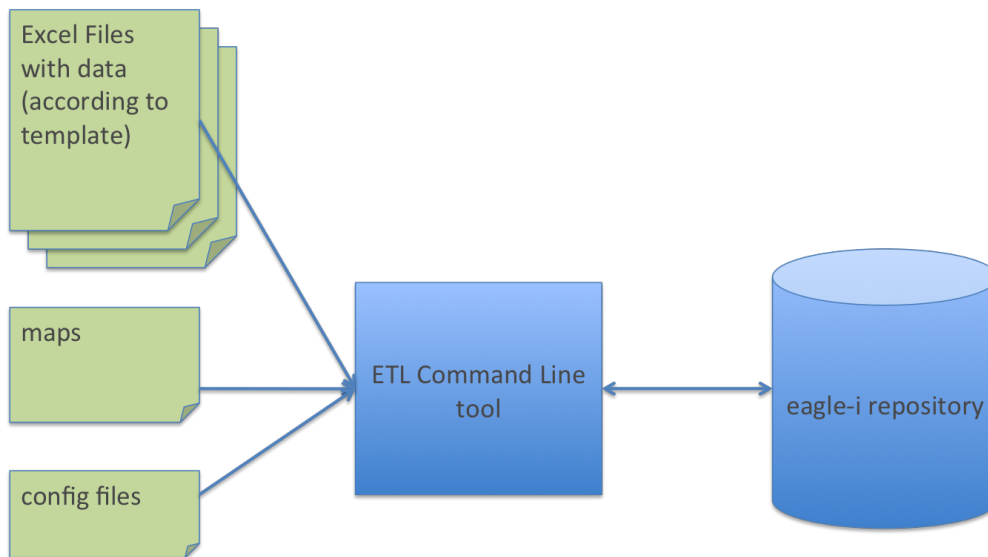 Excel Files
with data
(according to
template)
maps
config files
ETL Command Line
tool
eagle-i repository